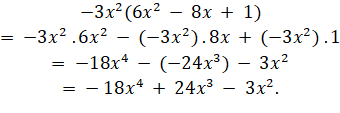 −3x²(6x² − 8x + 1)
= −3x² .6x² − (−3x²).8x + (−3x²).1
= −18x⁴ − (−24x³) − 3x²
= − 18x⁴ + 24x³ − 3x².